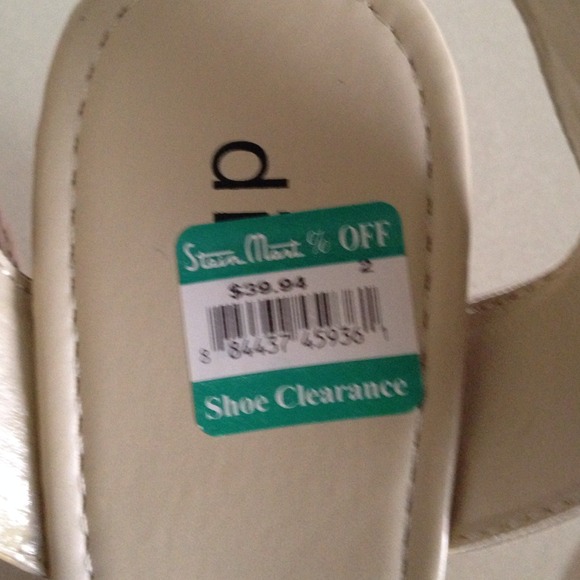 Stein Mart % OFF
$39.94 2
8 84437 45936 1
Shoe Clearance